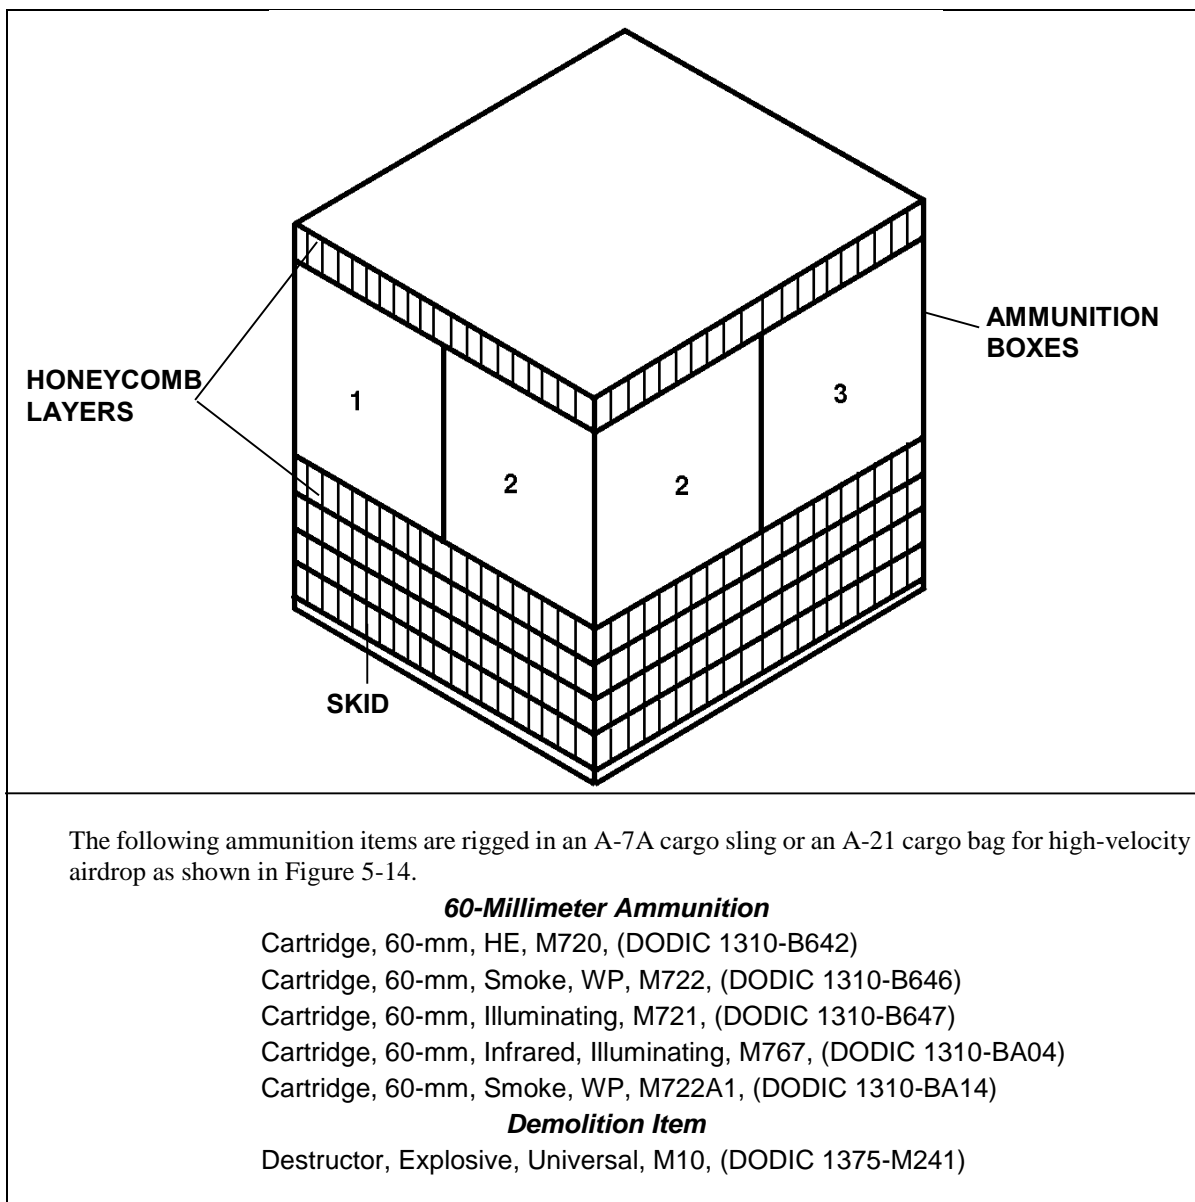 HONEYCOMB
LAYERS
AMMUNITION
BOXES
1
2
2
3
SKID
The following ammunition items are rigged in an A-7A cargo sling or an A-21 cargo bag for high-velocity
airdrop as shown in Figure 5-14.
60-Millimeter Ammunition
Cartridge, 60-mm, HE, M720, (DODIC 1310-B642)
Cartridge, 60-mm, Smoke, WP, M722, (DODIC 1310-B646)
Cartridge, 60-mm, Illuminating, M721, (DODIC 1310-B647)
Cartridge, 60-mm, Infrared, Illuminating, M767, (DODIC 1310-BA04)
Cartridge, 60-mm, Smoke, WP, M722A1, (DODIC 1310-BA14)
Demolition Item
Destructor, Explosive, Universal, M10, (DODIC 1375-M241)